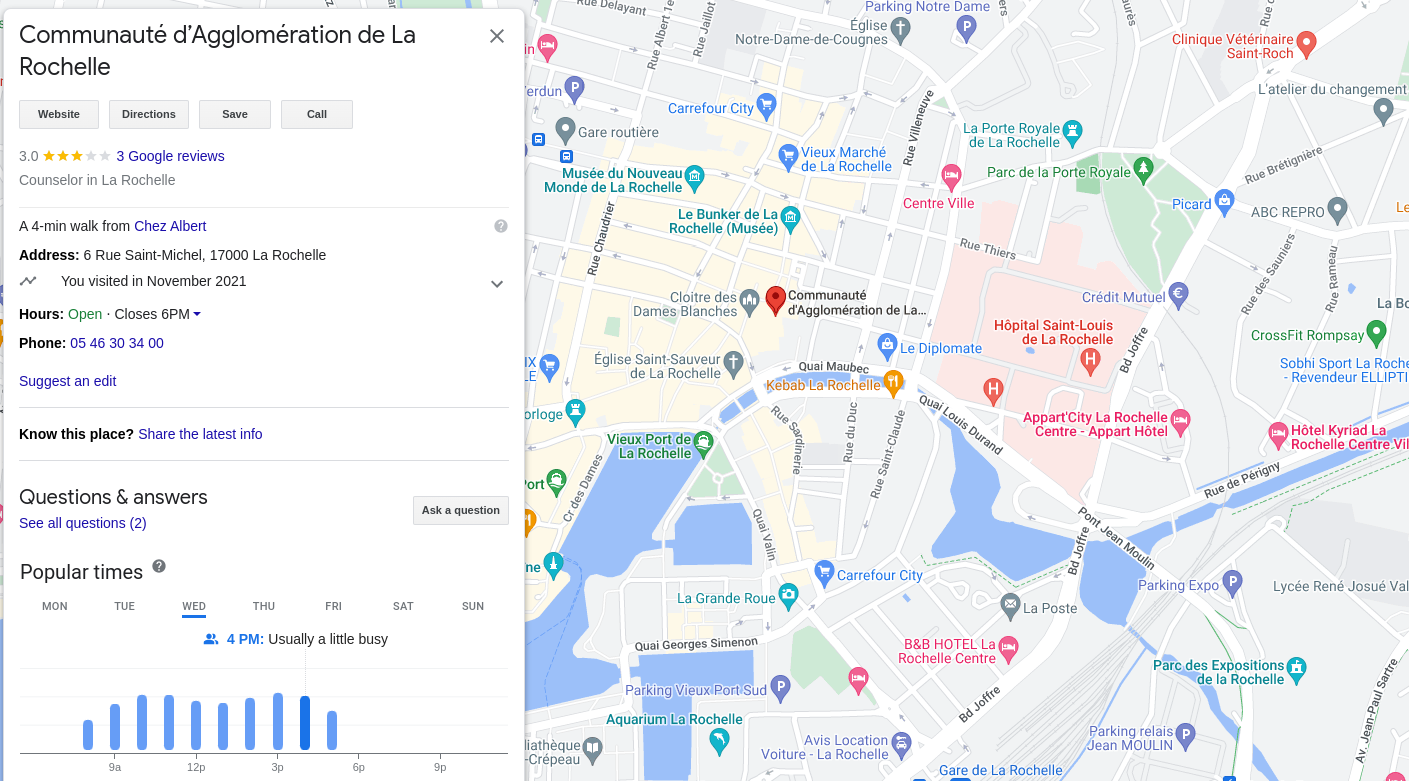 Communauté d’Agglomération de La
Rochelle
Website
Directions
Save
Call
3.0
3 Google reviews
Counselor in La Rochelle
A 4-min walk from Chez Albert
Address: 6 Rue Saint-Michel, 17000 La Rochelle
You visited in November 2021
Hours: Open · Closes 6PM
Phone: 05 46 30 34 00
Suggest an edit
Know this place? Share the latest info
Questions & answers
See all questions (2)
Ask a question
Popular times
MON
TUE
WED
THU
FRI
SAT
SUN
4 PM: Usually a little busy
9a
12p
3p
6p
9p
Rue Delayant
Rue Albert 1e
Rue Jaillot
Église
Notre-Dame-de-Cougnes
Parking Notre Dame
P
Clinique Vétérinaire
Saint-Roch
L'atelier du changement
P
Carrefour City
Gare routière
Vieux Marché
de La Rochelle
Rue Villeneuve
La Porte Royale
de La Rochelle
Parc de la Porte Royale
Rue Brétignière
Musée du Nouveau
Monde de La Rochelle
Centre Ville
Picard
ABC REPRO
Le
Le Bunker de La
Rochelle (Musée)
Rue Chaudrier
Rue Thiers
Rue des Sauniers
Rue Rameau
Cloitre des
Dames Blanches
Communauté
d'Agglomération de La...
Crédit Mutuel
€
La Bo
Hôpital Saint-Louis
de La Rochelle
H
H
Bd Joffre
CrossFit Rompsay
Le Diplomate
Église Saint-Sauveur
de La Rochelle
Quai Maubec
Kebab La Rochelle
Sobhi Sport La Roche
- Revendeur ELLIPTI
Quai Louis Durand
Appart'City La Rochelle
Centre - Appart Hôtel
Hôtel Kyriad La
Rochelle Centre Vil
orloge
Vieux Port de
La Rochelle
Rue Sardinerie
Rue du Duc
Rue Saint-Claude
Rue de Périgny
Port
Cr des Dames
Quai Valin
Pont Jean Moulin
Bd Joffre
ne
Carrefour City
La Grande Roue
La Poste
Parking Expo
P
Lycée René Josué Val
Quai Georges Simenon
B&B HOTEL La
Rochelle Centre
Parc des Expositions
de la Rochelle
Parking Vieux Port Sud
P
Bd Joffre
Aquarium La Rochelle
Parking relais
Jean MOULIN
P
Av. Jean-Paul Sartre
liathèque
-Crépeau
Avis Location
Voiture - La Rochelle
Gare de La Rochelle